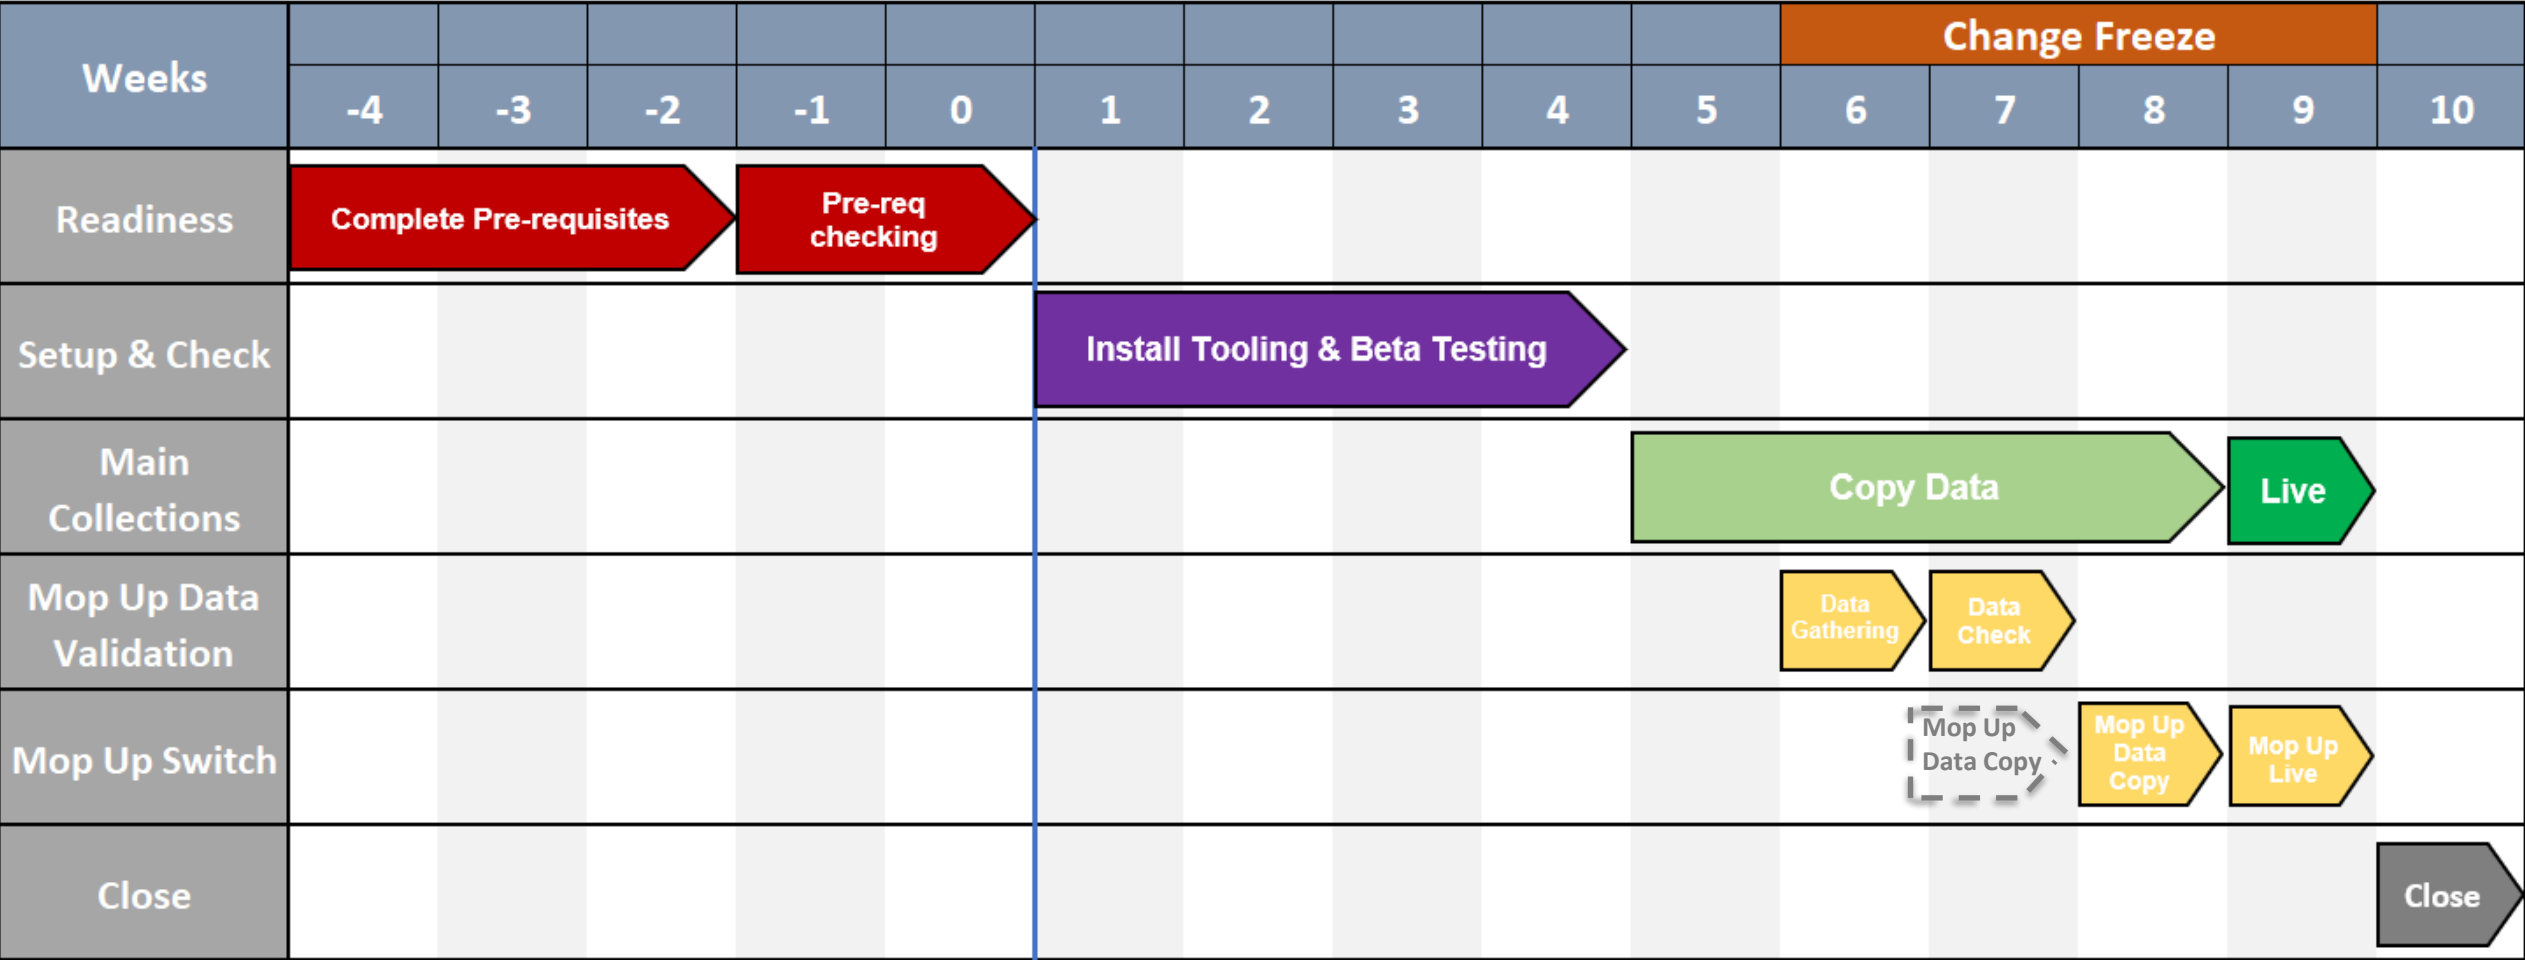 Weeks
Change Freeze
-4 -3 -2 -1 0 1 2 3 4 5 6 7 8 9 10
Readiness
Complete Pre-requisites
Pre-req
checking
Setup & Check
Install Tooling & Beta Testing
Main
Collections
Copy Data
Live
Mop Up Data
Validation
Data
Gathering
Data
Check
Mop Up Switch
Mop Up
Data Copy
Mop Up
Data
Copy
Mop Up
Live
Close
Close